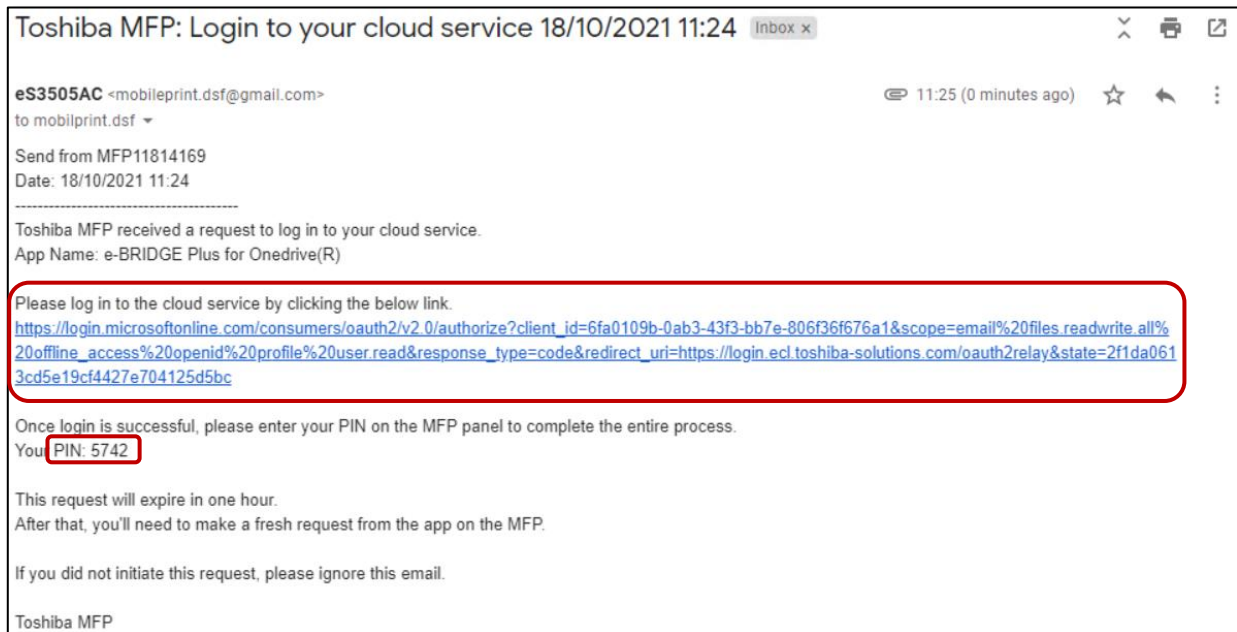 Toshiba MFP: Login to your cloud service 18/10/2021 11:24 Inbox x
eS3505AC <mobileprint.dsf@gmail.com> 11:25 (0 minutes ago)
to mobilprint.dsf
Send from MFP11814169
Date: 18/10/2021 11:24
----------------------------------------
Toshiba MFP received a request to log in to your cloud service.
App Name: e-BRIDGE Plus for Onedrive(R)
Please log in to the cloud service by clicking the below link.
https://login.microsoftonline.com/consumers/oauth2/v2.0/authorize?client_id=6fa0109b-0ab3-43f3-bb7e-806f36f676a1&scope=email%20files.readwrite.all%
20offline_access%20openid%20profile%20user.read&response_type=code&redirect_uri=https://login.ecl.toshiba-solutions.com/oauth2relay&state=2f1da061
3cd5e19cf4427e704125d5bc
Once login is successful, please enter your PIN on the MFP panel to complete the entire process.
Your PIN: 5742
This request will expire in one hour.
After that, you'll need to make a fresh request from the app on the MFP.
If you did not initiate this request, please ignore this email.
Toshiba MFP